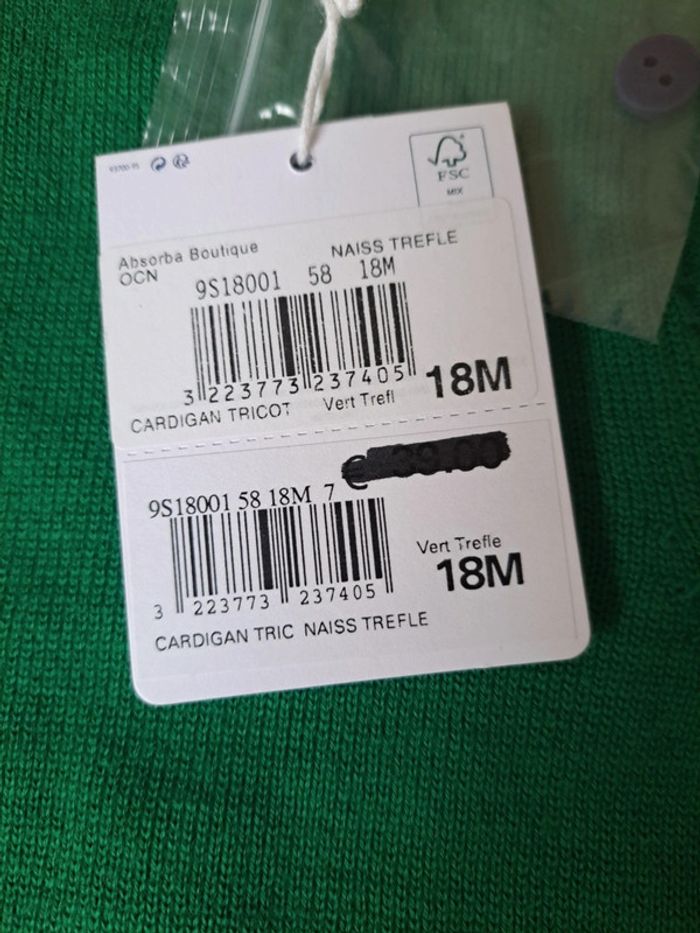 FSC
MIX
Absorba Boutique NAISS TREFLE
OCN
9S18001 58 18M
3 223773 237405 18M
CARDIGAN TRICOT Vert Trefl
9S18001 58 18M 7
Vert Trefle
18M
3 223773 237405
CARDIGAN TRIC NAISS TREFLE